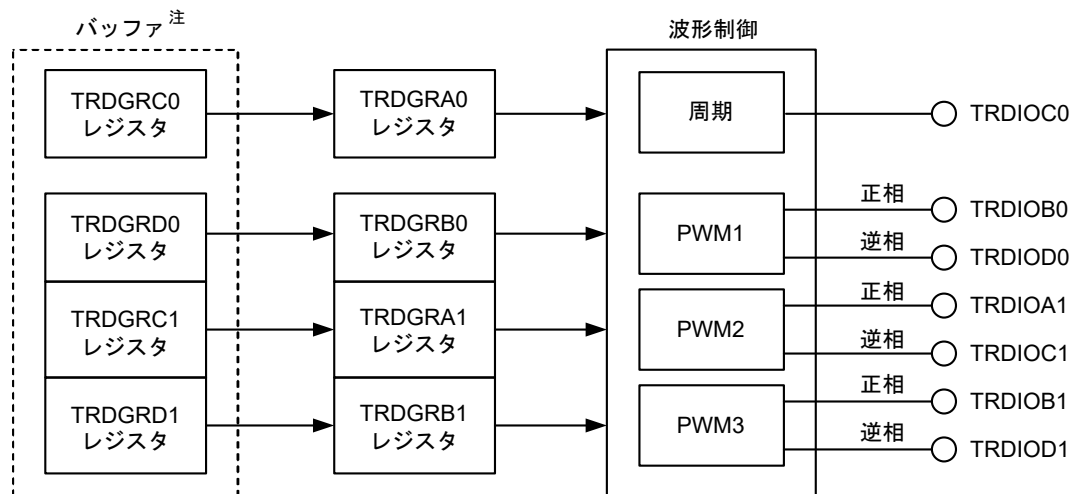 バッファ 注
波形制御
TRDGRC0
レジスタ
TRDGRA0
レジスタ
周期
TRDIOC0
TRDGRD0
レジスタ
TRDGRB0
レジスタ
PWM1
正相
TRDIOB0
逆相
TRDIOD0
TRDGRC1
レジスタ
TRDGRA1
レジスタ
PWM2
正相
TRDIOA1
逆相
TRDIOC1
TRDGRD1
レジスタ
TRDGRB1
レジスタ
PWM3
正相
TRDIOB1
逆相
TRDIOD1